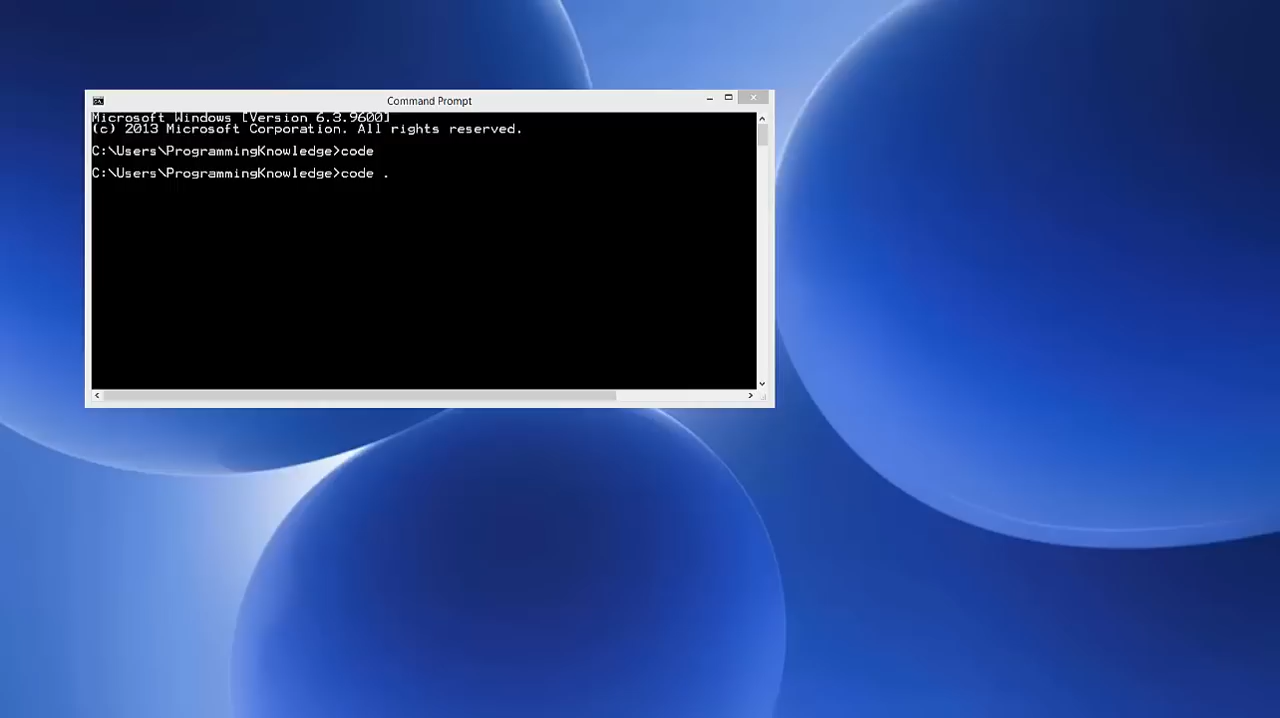 Command Prompt
Microsoft Windows [Version 6.3.9600]
(c) 2013 Microsoft Corporation. All rights reserved.
C:\Users\ProgrammingKnowledge>code
C:\Users\ProgrammingKnowledge>code .